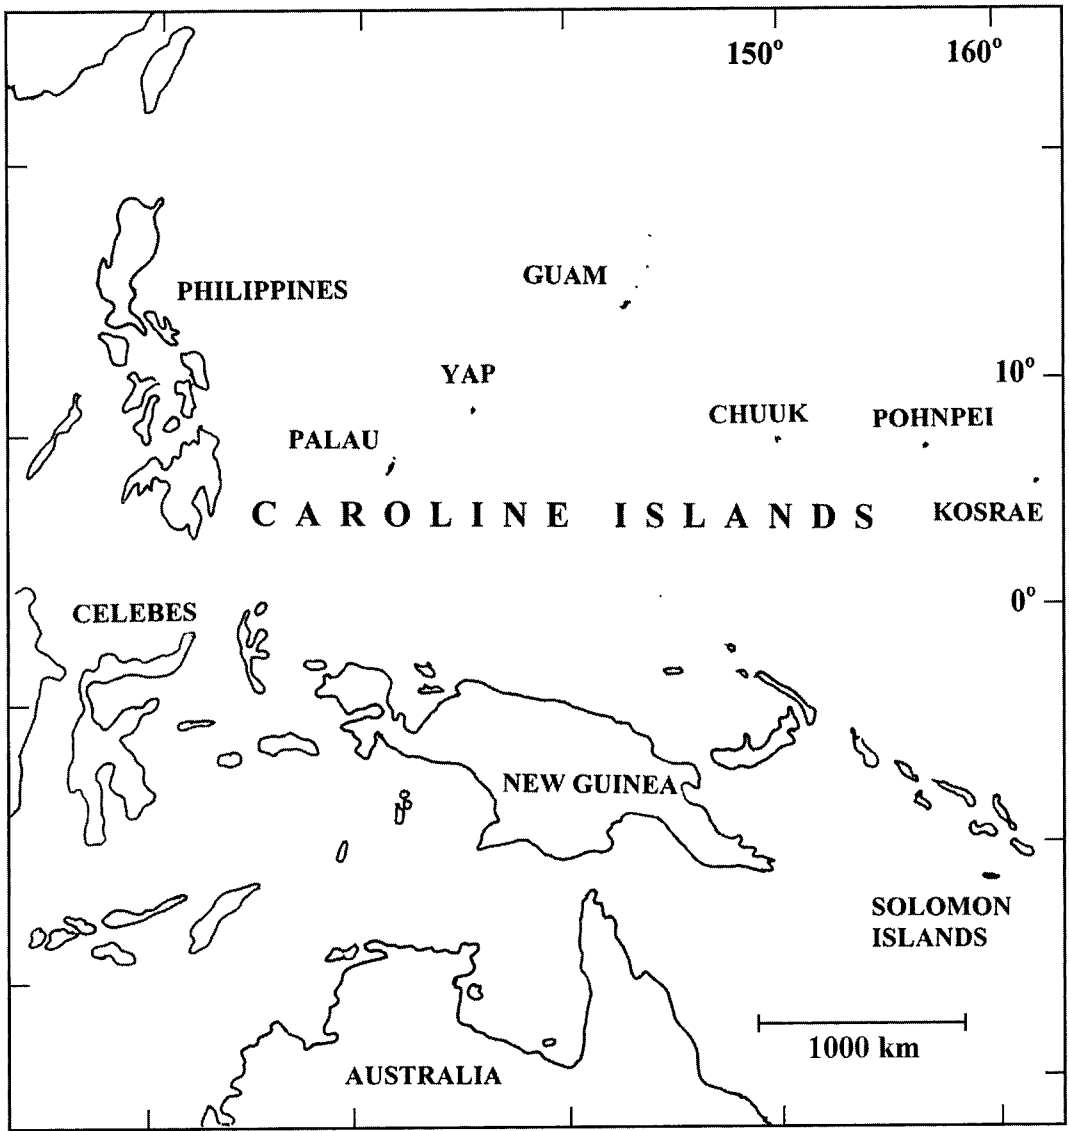 150°
160°
GUAM
PHILIPPINES
10°
YAP
CHUUK
POHNPEI
PALAU
CAROLINE ISLANDS
KOSRAE
0°
CELEBES
NEW GUINEA
SOLOMON
ISLANDS
1000 km
AUSTRALIA